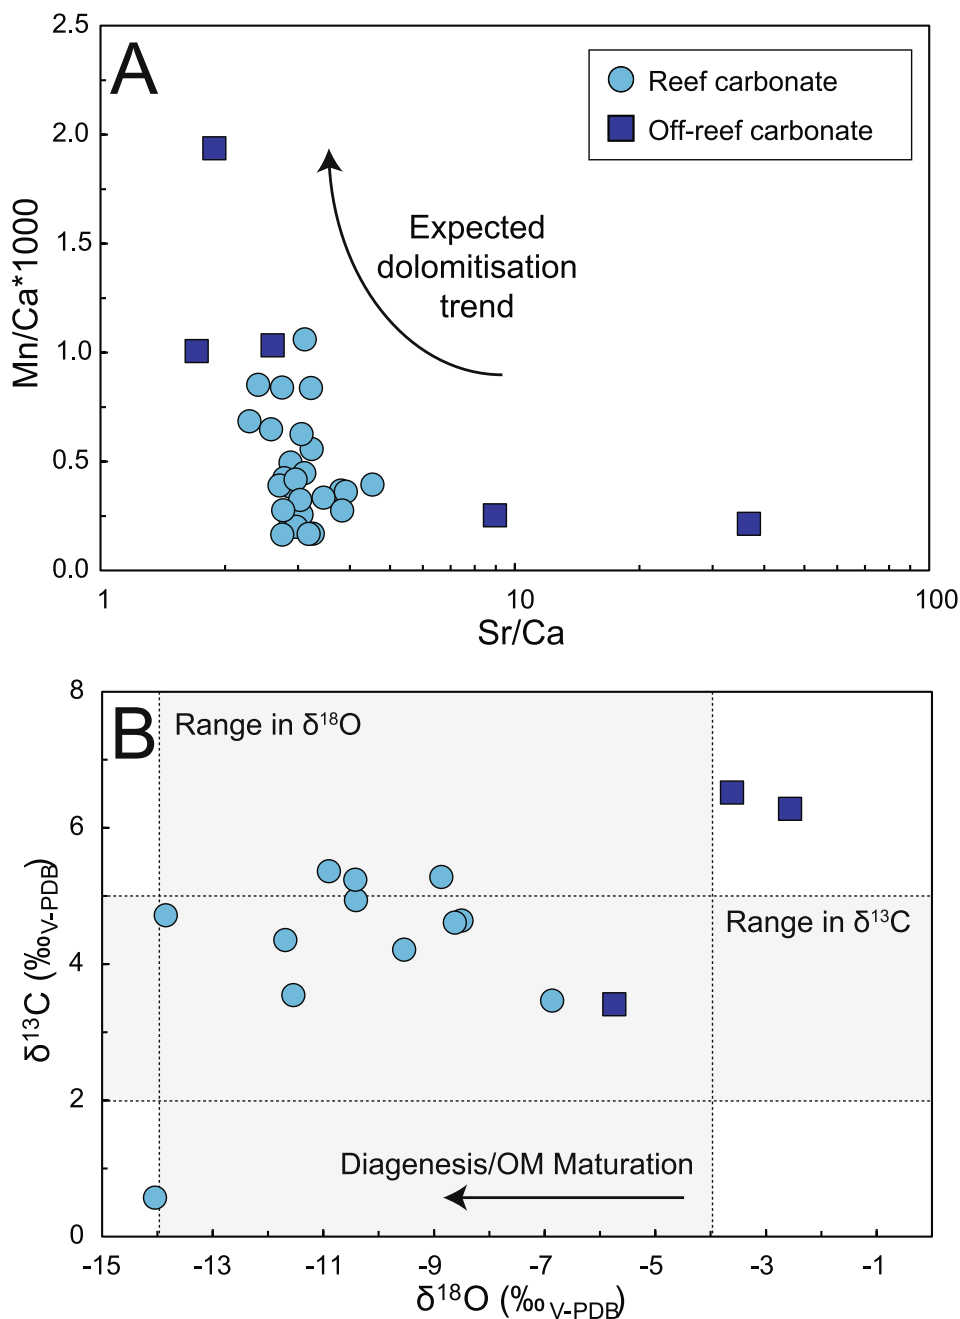 A
Reef carbonate
Off-reef carbonate
Expected
dolomitisation
trend
2.5
2.0
1.5
1.0
0.5
0.0
Mn/Ca*1000
1
10
100
Sr/Ca
B
Range in δ¹⁸O
Range in δ¹³C
Diagenesis/OM Maturation
8
6
4
2
0
δ¹³C (‰V-PDB)
-15
-13
-11
-9
-7
-5
-3
-1
δ¹⁸O (‰V-PDB)